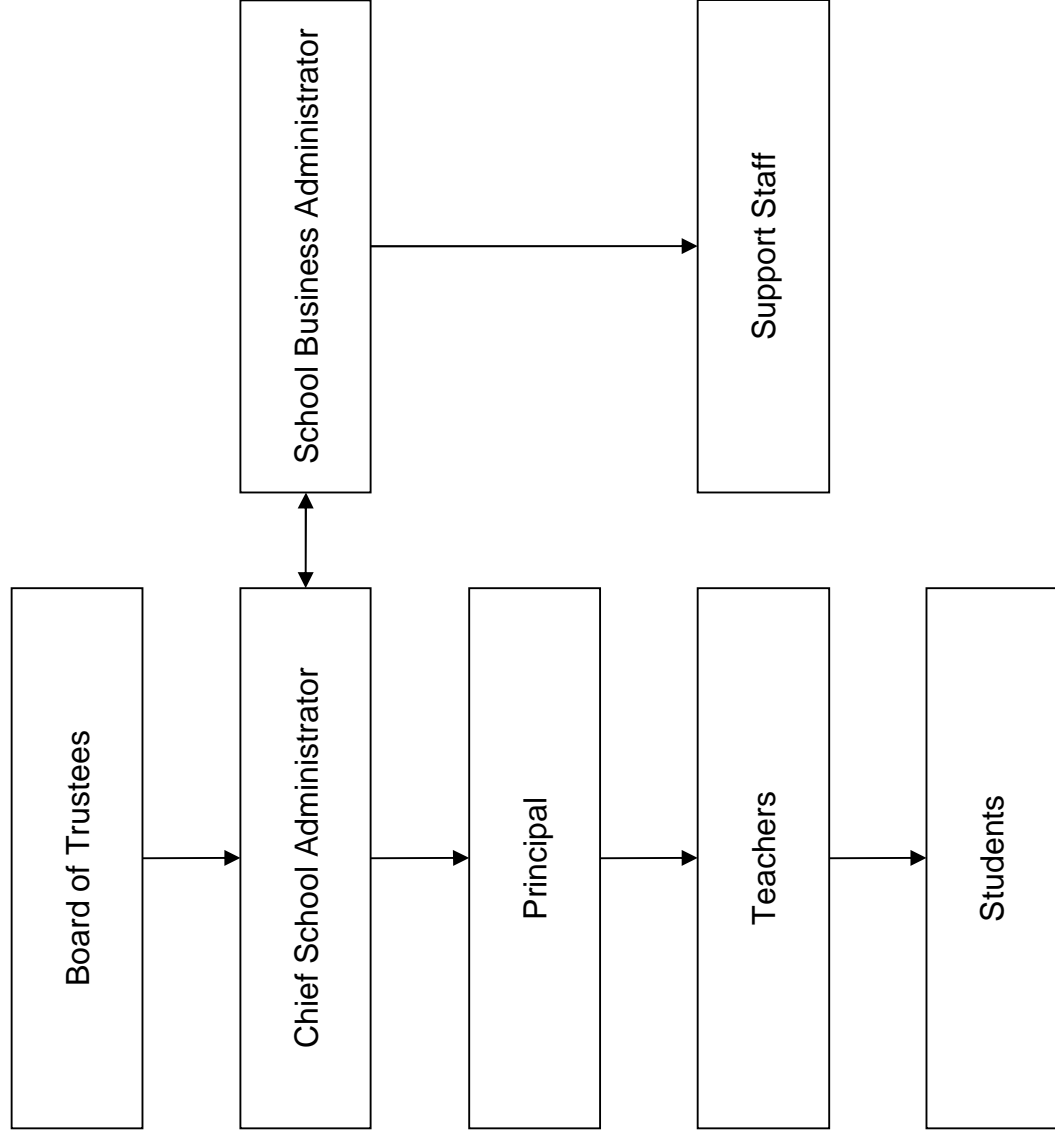 Board of Trustees
Chief School Administrator
School Business Administrator
Principal
Teachers
Support Staff
Students